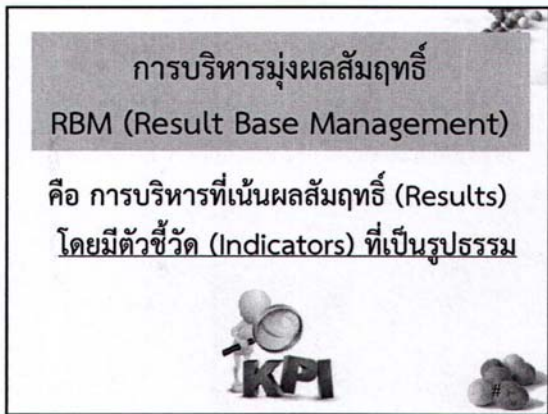 การบริหารมุ่งผลสัมฤทธิ์
RBM (Result Base Management)
คือ การบริหารที่เน้นผลสัมฤทธิ์ (Results)
โดยมีตัวชี้วัด (Indicators) ที่เป็นรูปธรรม
KPI
#